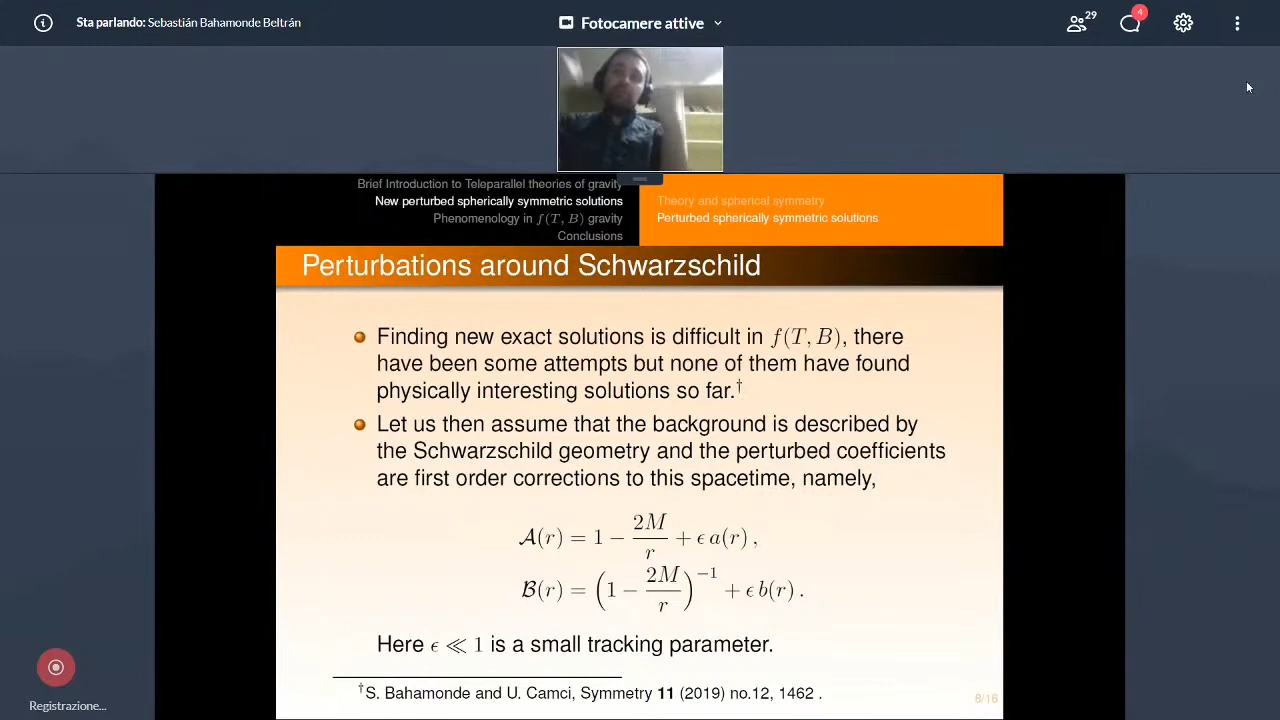 Sta parlando: Sebastián Bahamonde Beltrán
Fotocamere attive
29
4
Brief Introduction to Teleparallel theories of gravity
New perturbed spherically symmetric solutions
Phenomenology in f(T, B) gravity
Conclusions
Theory and spherical symmetry
Perturbed spherically symmetric solutions
Perturbations around Schwarzschild
Finding new exact solutions is difficult in f(T, B), there
have been some attempts but none of them have found
physically interesting solutions so far.†
Let us then assume that the background is described by
the Schwarzschild geometry and the perturbed coefficients
are first order corrections to this spacetime, namely,
𝒜(r) = 1 − 2M/r + ϵ a(r) ,
ℬ(r) = (1 − 2M/r)⁻¹ + ϵ b(r) .
Here ϵ ≪ 1 is a small tracking parameter.
†S. Bahamonde and U. Camci, Symmetry 11 (2019) no.12, 1462 .
8/16
Registrazione...